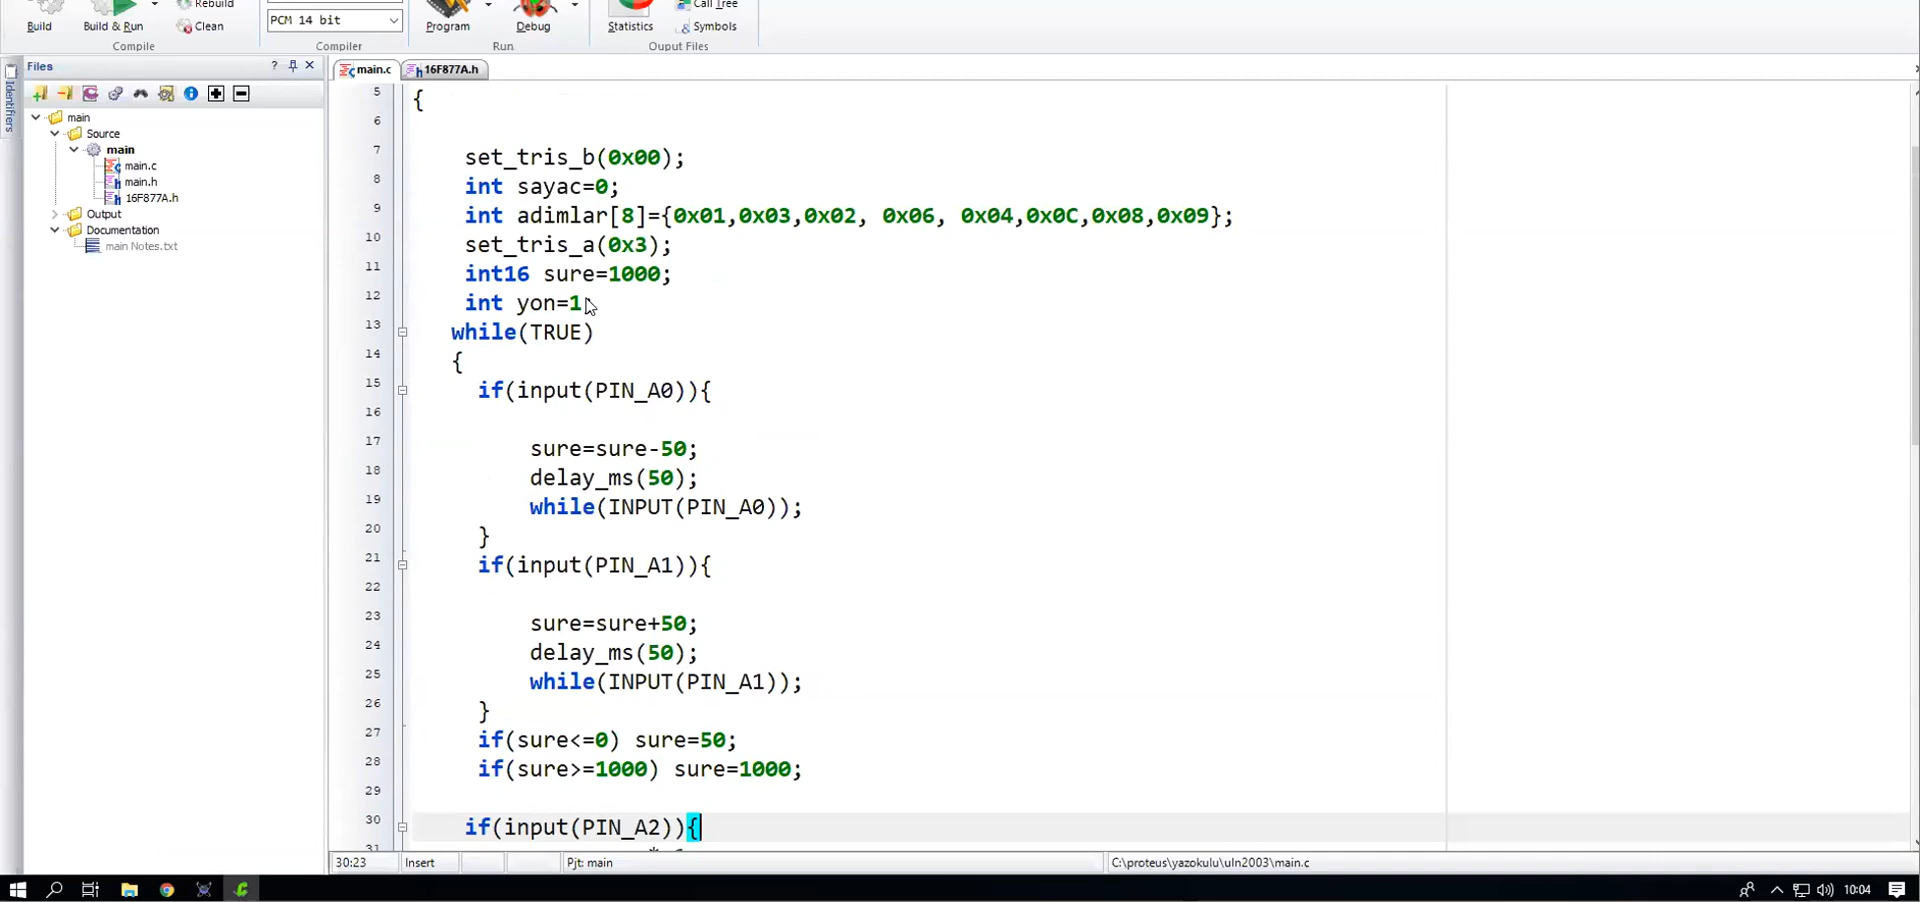 Rebuild
PCM 14 bit
Call Tree
Build
Build & Run
Clean
Program
Debug
Statistics
Symbols
Compile
Compiler
Run
Ouput Files
Files
?
main.c
16F877A.h
Identifiers
main
Source
main
main.c
main.h
16F877A.h
Output
Documentation
main Notes.txt
5 {
6
7 set_tris_b(0x00);
8 int sayac=0;
9 int adimlar[8]={0x01,0x03,0x02, 0x06, 0x04,0x0C,0x08,0x09};
10 set_tris_a(0x3);
11 int16 sure=1000;
12 int yon=1
13 while(TRUE)
14 {
15 if(input(PIN_A0)){
16
17 sure=sure-50;
18 delay_ms(50);
19 while(INPUT(PIN_A0));
20 }
21 if(input(PIN_A1)){
22
23 sure=sure+50;
24 delay_ms(50);
25 while(INPUT(PIN_A1));
26 }
27 if(sure<=0) sure=50;
28 if(sure>=1000) sure=1000;
29
30 if(input(PIN_A2)){
31
30:23 Insert Pjt: main C:\proteus\yazokulu\uln2003\main.c
10:04